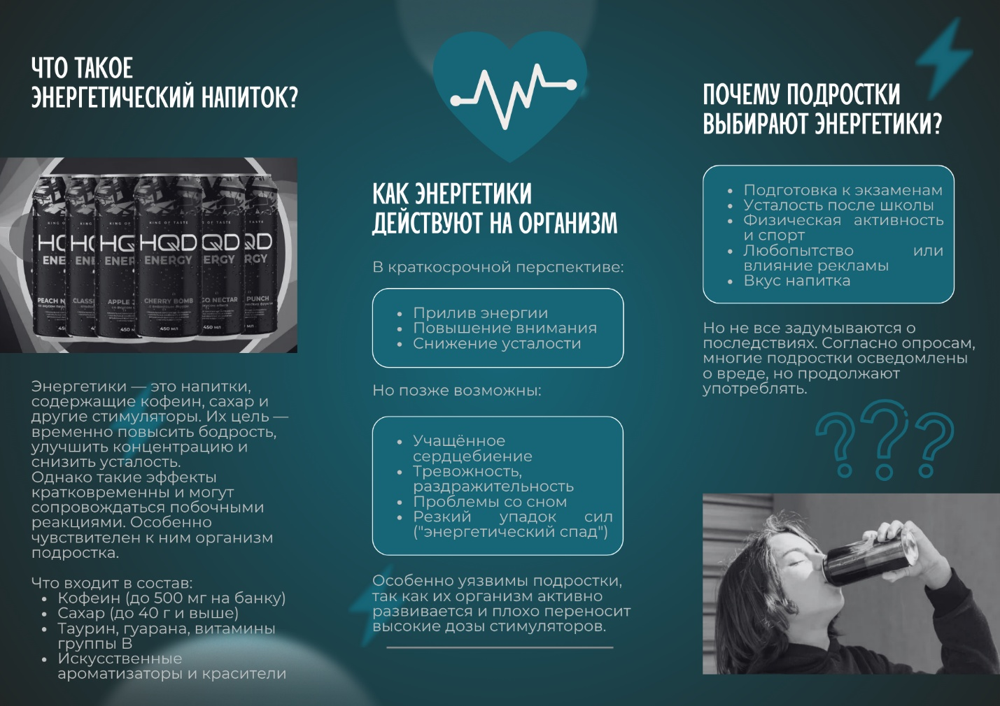 ЧТО ТАКОЕ
ЭНЕРГЕТИЧЕСКИЙ НАПИТОК?
KING OF TASTE
HQD
ENERGY
CHERRY BOMB
450 мл
Энергетики — это напитки,
содержащие кофеин, сахар и
другие стимуляторы. Их цель —
временно повысить бодрость,
улучшить концентрацию и
снизить усталость.
Однако такие эффекты
кратковременны и могут
сопровождаться побочными
реакциями. Особенно
чувствителен к ним организм
подростка.
Что входит в состав:
• Кофеин (до 500 мг на банку)
• Сахар (до 40 г и выше)
• Таурин, гуарана, витамины
группы B
• Искусственные
ароматизаторы и красители
КАК ЭНЕРГЕТИКИ
ДЕЙСТВУЮТ НА ОРГАНИЗМ
В краткосрочной перспективе:
• Прилив энергии
• Повышение внимания
• Снижение усталости
Но позже возможны:
• Учащённое
сердцебиение
• Тревожность,
раздражительность
• Проблемы со сном
• Резкий упадок сил
("энергетический спад")
Особенно уязвимы подростки,
так как их организм активно
развивается и плохо переносит
высокие дозы стимуляторов.
ПОЧЕМУ ПОДРОСТКИ
ВЫБИРАЮТ ЭНЕРГЕТИКИ?
• Подготовка к экзаменам
• Усталость после школы
• Физическая активность
и спорт
• Любопытство или
влияние рекламы
• Вкус напитка
Но не все задумываются о
последствиях. Согласно опросам,
многие подростки осведомлены
о вреде, но продолжают
употреблять.
???